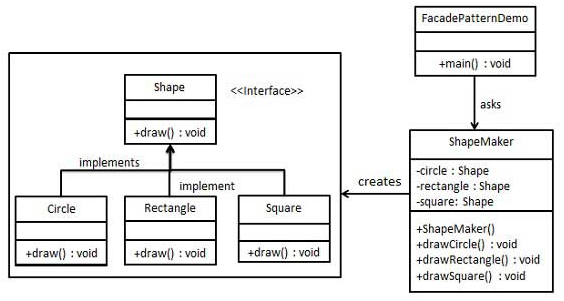 FacadePatternDemo
+main() : void
asks
Shape
<<Interface>>
+draw() : void
implements
implement
Circle
+draw() : void
Rectangle
+draw() : void
Square
+draw() : void
creates
ShapeMaker
-circle : Shape
-rectangle : Shape
-square: Shape
+ShapeMaker()
+drawCircle() : void
+drawRectangle() : void
+drawSquare() : void